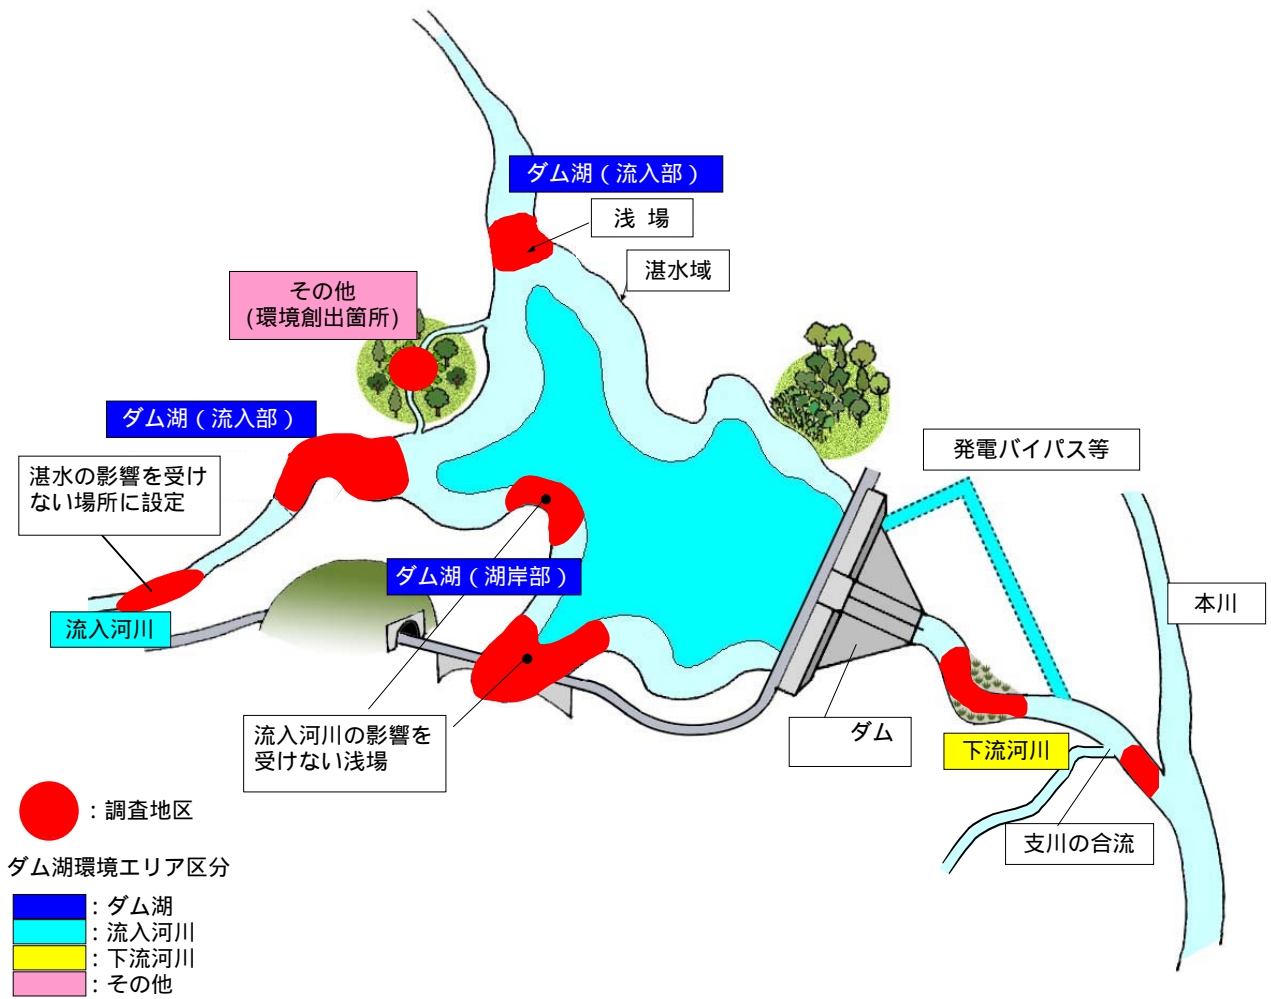 ダム湖（流入部）
浅 場
湛水域
その他
(環境創出箇所)
ダム湖（流入部）
発電バイパス等
湛水の影響を受け
ない場所に設定
ダム湖（湖岸部）
本川
流入河川
流入河川の影響を
受けない浅場
ダム
下流河川
支川の合流
：調査地区
ダム湖環境エリア区分
：ダム湖
：流入河川
：下流河川
：その他